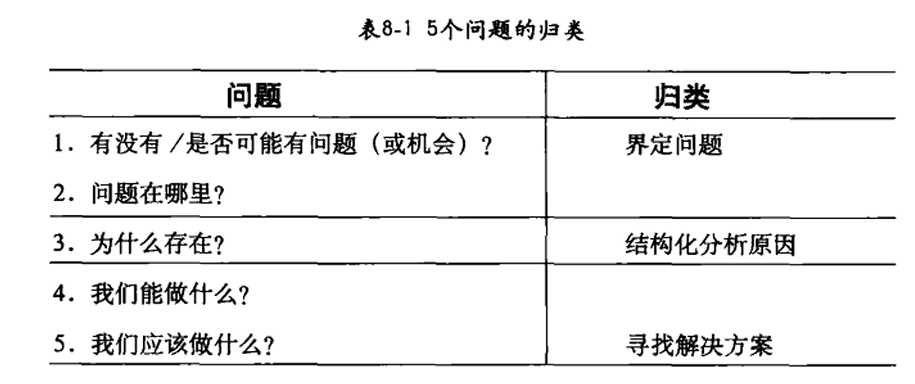 表8-1 5个问题的归类
问题 归类
1. 有没有/是否可能有问题（或机会）? 界定问题
2. 问题在哪里?
3. 为什么存在? 结构化分析原因
4. 我们能做什么?
5. 我们应该做什么? 寻找解决方案